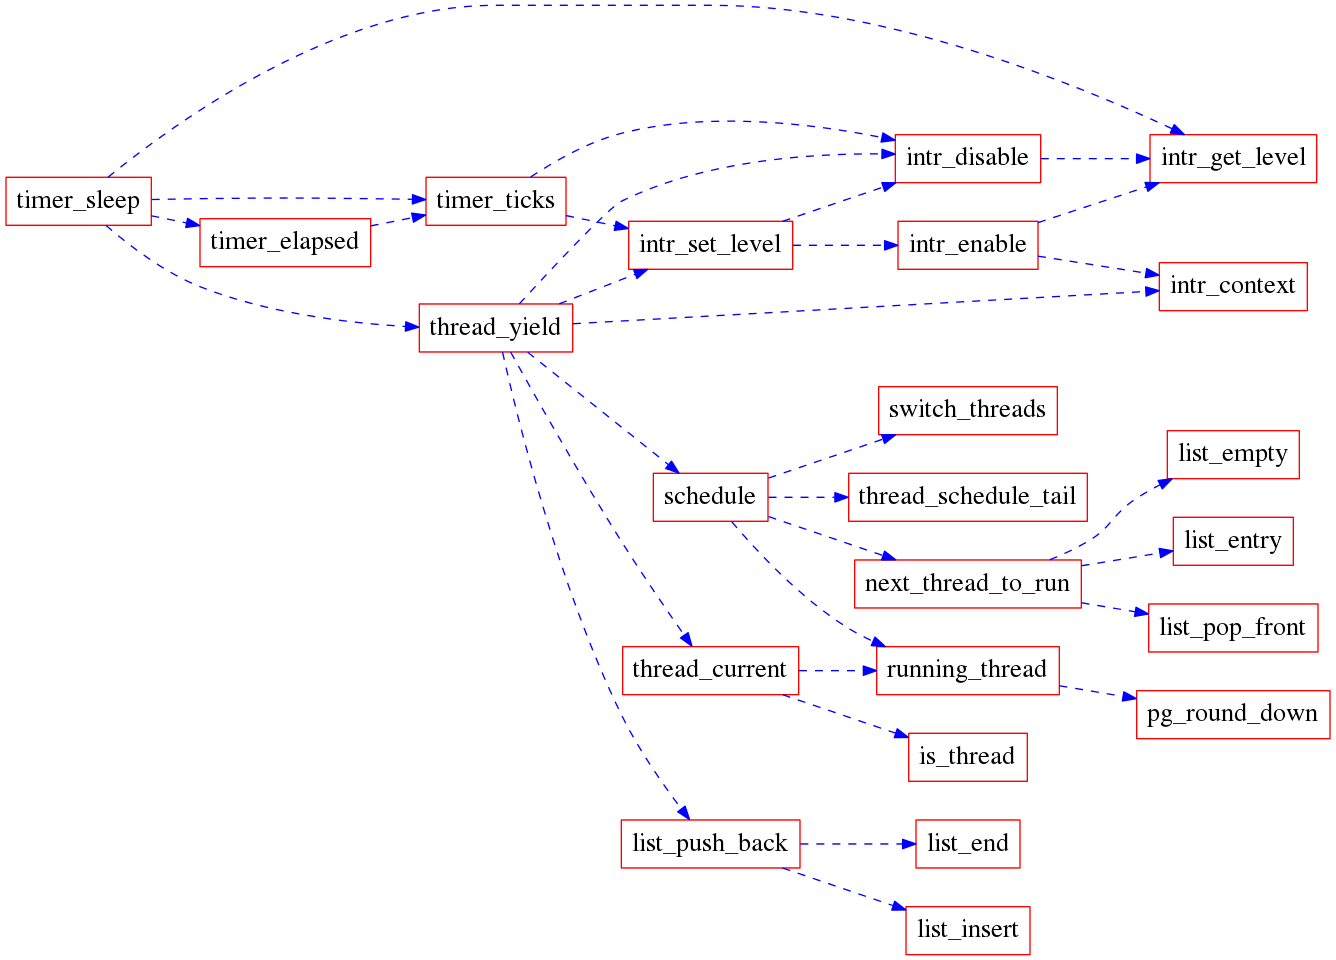 timer_sleep
timer_elapsed
timer_ticks
thread_yield
intr_set_level
intr_disable
intr_enable
intr_get_level
intr_context
schedule
switch_threads
thread_schedule_tail
next_thread_to_run
list_empty
list_entry
list_pop_front
thread_current
running_thread
pg_round_down
is_thread
list_push_back
list_end
list_insert